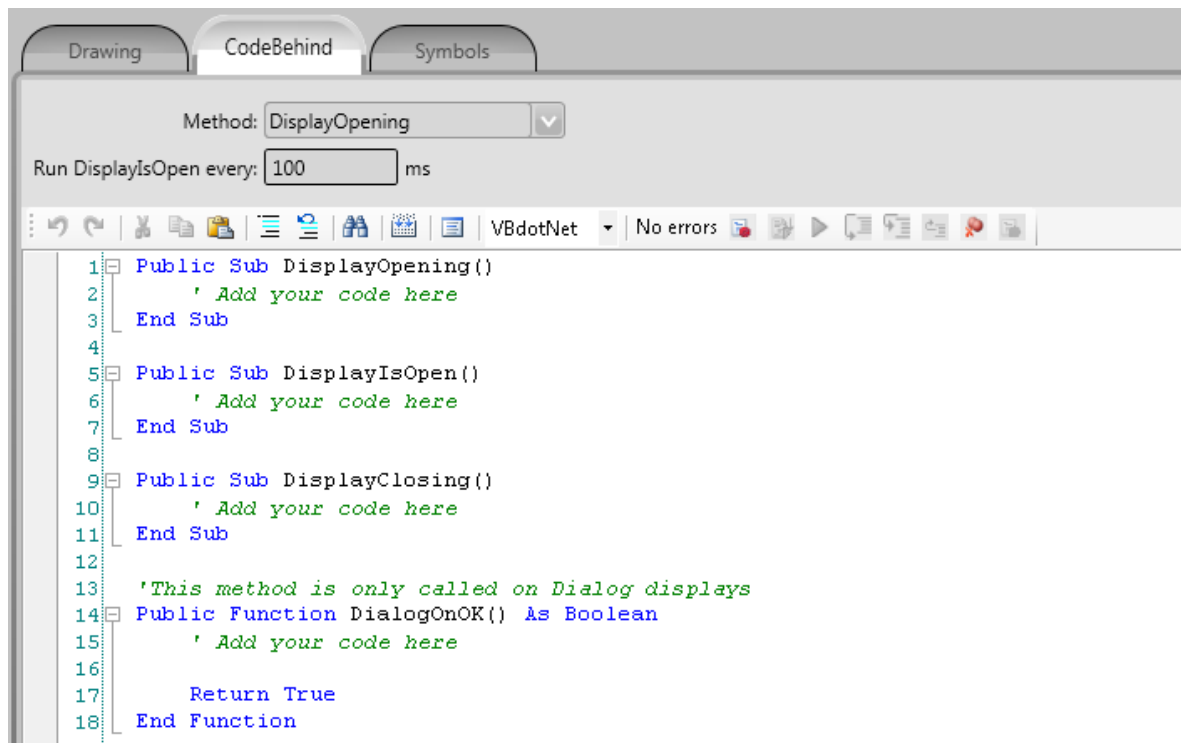 Drawing CodeBehind Symbols
Method: DisplayOpening
Run DisplayIsOpen every: 100 ms
VBdotNet No errors
1 Public Sub DisplayOpening()
2 ' Add your code here
3 End Sub
4
5 Public Sub DisplayIsOpen()
6 ' Add your code here
7 End Sub
8
9 Public Sub DisplayClosing()
10 ' Add your code here
11 End Sub
12
13 'This method is only called on Dialog displays
14 Public Function DialogOnOK() As Boolean
15 ' Add your code here
16
17 Return True
18 End Function